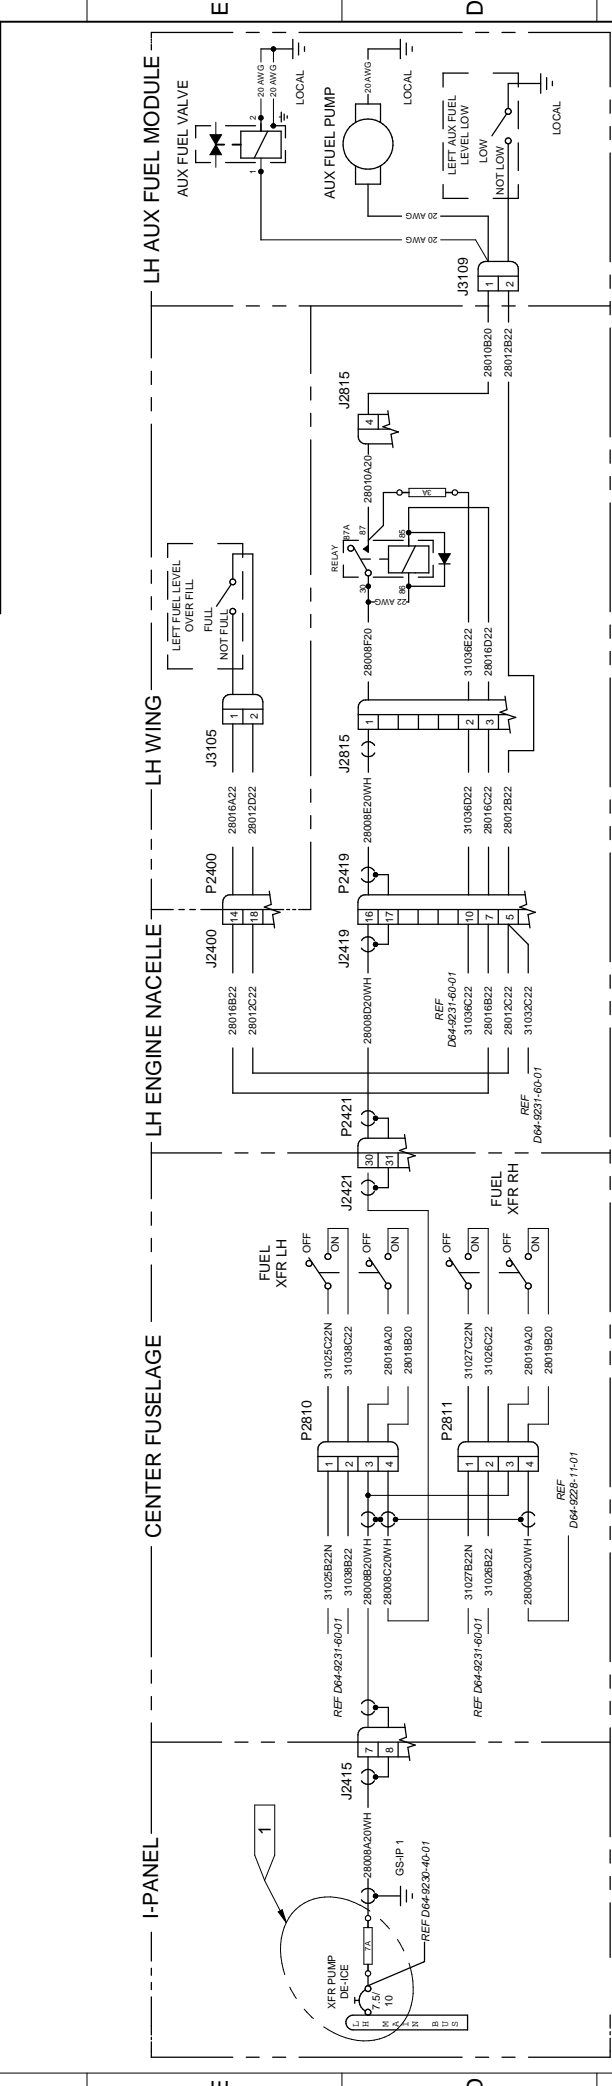 E
D
I-PANEL
CENTER FUSELAGE
LH ENGINE NACELLE
LH WING
LH AUX FUEL MODULE
1
XFR PUMP
DE-ICE
7.5/
10
LH MAIN BUS
7A
28008A20WH
GS-IP 1
REF D64-9230-40-01
J2415
7
8
REF D64-9231-60-01
31025B22N
31038B22
28008B20WH
28008C20WH
P2810
1
2
3
4
31025C22N
31038C22
28018A20
28018B20
FUEL
XFR LH
OFF
ON
OFF
ON
REF D64-9231-60-01
31027B22N
31026B22
28009A20WH
REF
D64-9228-11-01
P2811
1
2
3
4
31027C22N
31026C22
28019A20
28019B20
FUEL
XFR RH
OFF
ON
OFF
ON
J2421
P2421
30
31
28016B22
28012C22
J2400
P2400
14
18
28016A22
28012D22
J3105
1
2
LEFT FUEL LEVEL
OVER FILL
FULL
NOT FULL
28008D20WH
REF
D64-9231-60-01
31036C22
28016B22
28012C22
31032C22
REF
D64-9231-60-01
J2419
P2419
16
17
10
7
5
28008E20WH
31036D22
28016C22
28012B22
J2815
1
2
3
28008F20
31036E22
28016D22
RELAY
87A
87
30
86
85
22 AWG
3A
28010A20
J2815
4
28010B20
28012B22
J3109
1
2
20 AWG
20 AWG
AUX FUEL VALVE
1
2
20 AWG
20 AWG
LOCAL
AUX FUEL PUMP
20 AWG
LOCAL
LEFT AUX FUEL
LEVEL LOW
LOW
NOT LOW
LOCAL
E
D